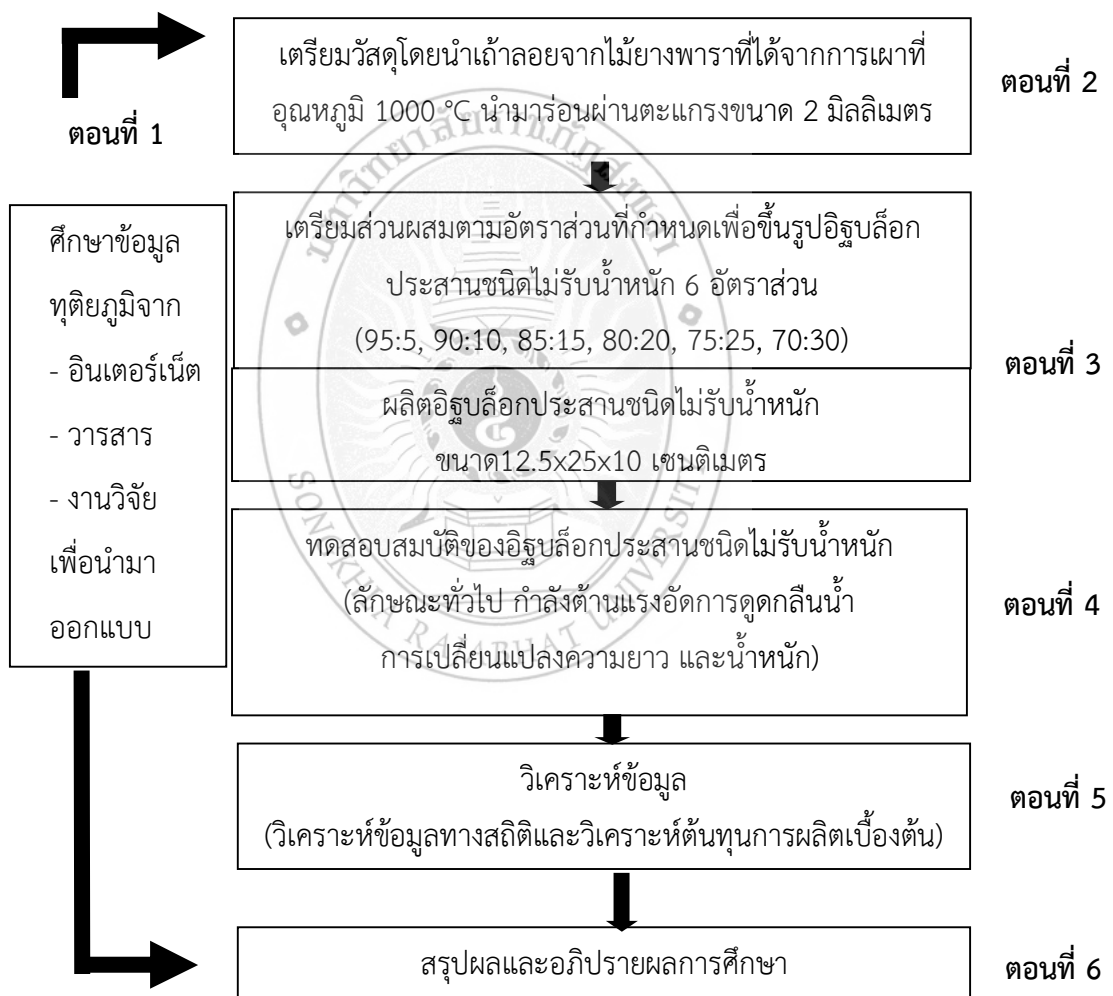 ตอนที่ 1
ศึกษาข้อมูล
ทุติยภูมิจาก
- อินเตอร์เน็ต
- วารสาร
- งานวิจัย
เพื่อนำมา
ออกแบบ
เตรียมวัสดุโดยนำเถ้าลอยจากไม้ยางพาราที่ได้จากการเผาที่
อุณหภูมิ 1000 °C นำมาร่อนผ่านตะแกรงขนาด 2 มิลลิเมตร
ตอนที่ 2
เตรียมส่วนผสมตามอัตราส่วนที่กำหนดเพื่อขึ้นรูปอิฐบล็อก
ประสานชนิดไม่รับน้ำหนัก 6 อัตราส่วน
(95:5, 90:10, 85:15, 80:20, 75:25, 70:30)
ตอนที่ 3
ผลิตอิฐบล็อกประสานชนิดไม่รับน้ำหนัก
ขนาด12.5x25x10 เซนติเมตร
ทดสอบสมบัติของอิฐบล็อกประสานชนิดไม่รับน้ำหนัก
(ลักษณะทั่วไป กำลังต้านแรงอัดการดูดกลืนน้ำ
การเปลี่ยนแปลงความยาว และน้ำหนัก)
ตอนที่ 4
วิเคราะห์ข้อมูล
(วิเคราะห์ข้อมูลทางสถิติและวิเคราะห์ต้นทุนการผลิตเบื้องต้น)
ตอนที่ 5
สรุปผลและอภิปรายผลการศึกษา
ตอนที่ 6
มหาวิทยาลัยราชภัฏสงขลา
SONGKHLA RAJABHAT UNIVERSITY